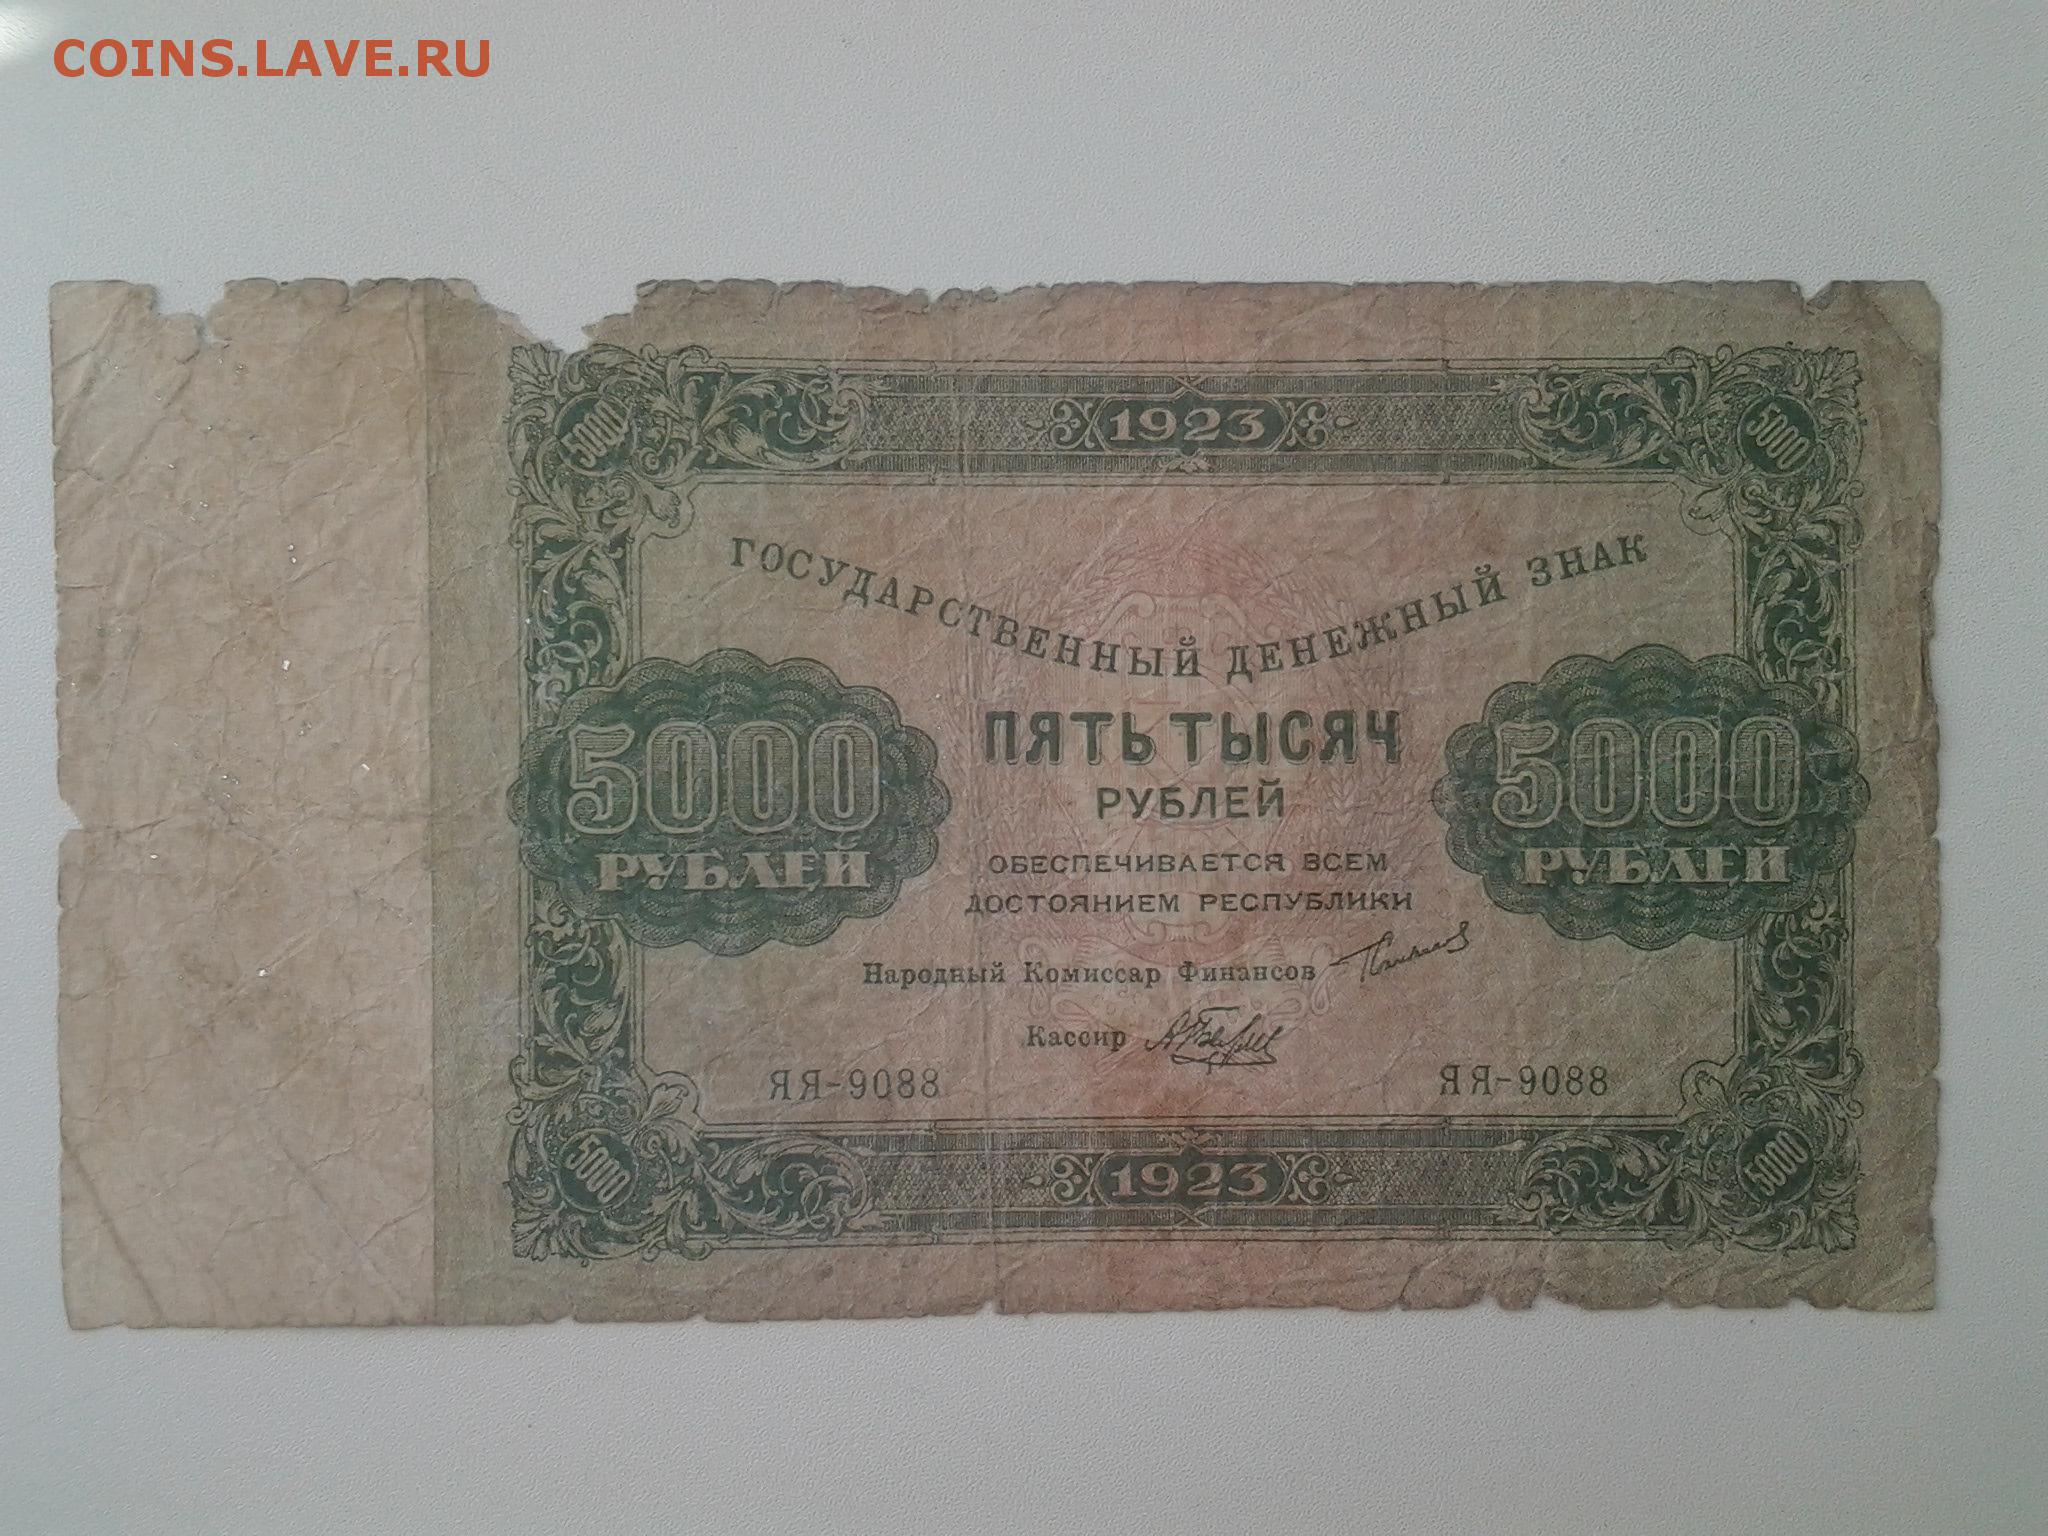 COINS.LAVE.RU
5000 1923 5000
ГОСУДАРСТВЕННЫЙ ДЕНЕЖНЫЙ ЗНАК
5000 ПЯТЬ ТЫСЯЧ 5000
РУБЛЕЙ
РУБЛЕЙ ОБЕСПЕЧИВАЕТСЯ ВСЕМ РУБЛЕЙ
ДОСТОЯНИЕМ РЕСПУБЛИКИ
Народный Комиссар Финансов
Кассир
ЯЯ-9088 ЯЯ-9088
5000 1923 5000